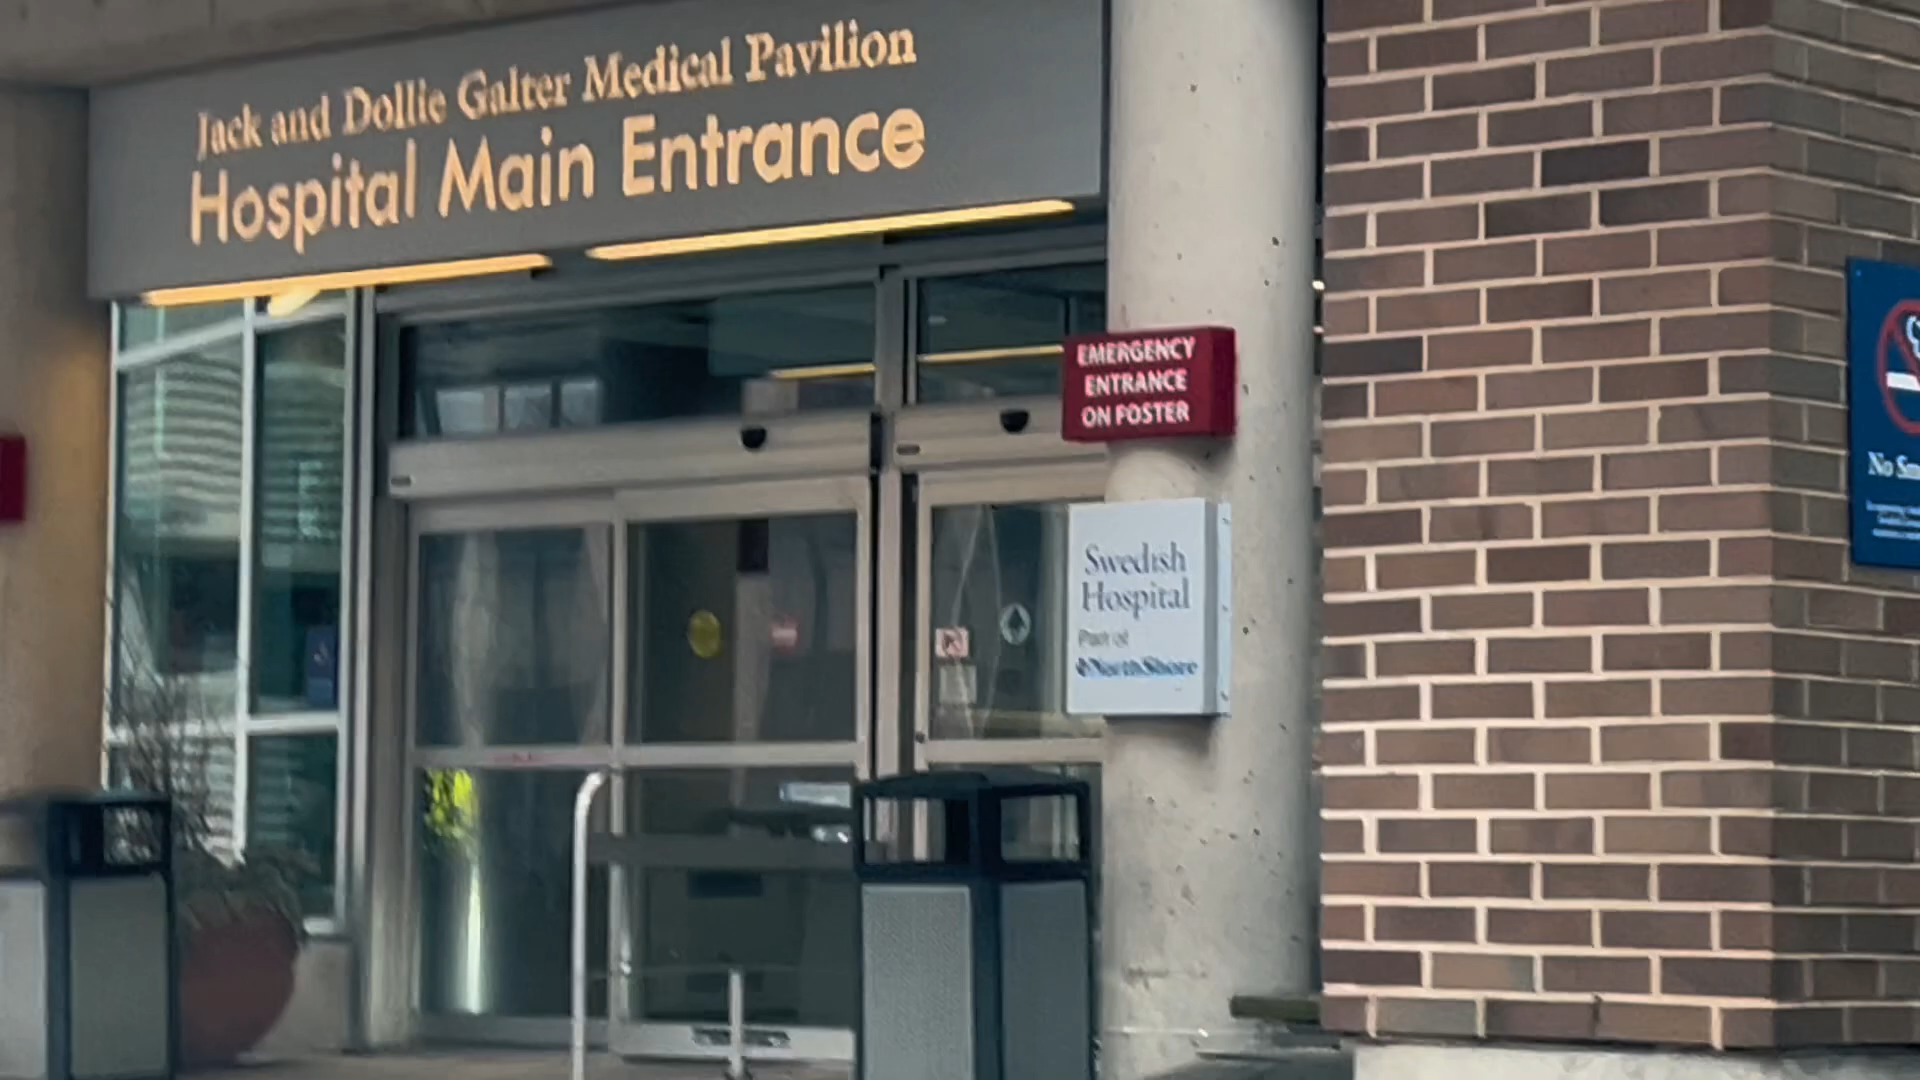 Jack and Dollie Galter Medical Pavilion
Hospital Main Entrance
EMERGENCY
ENTRANCE
ON FOSTER
Swedish
Hospital
Part of
NorthShore
No